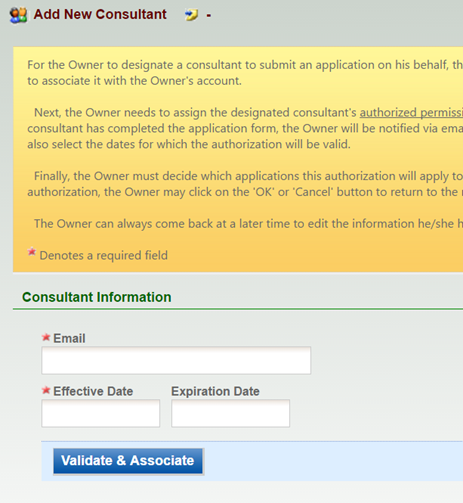 Add New Consultant -
For the Owner to designate a consultant to submit an application on his behalf,
to associate it with the Owner's account.
Next, the Owner needs to assign the designated consultant's authorized
consultant has completed the application form, the Owner will be notified via
also select the dates for which the authorization will be valid.
Finally, the Owner must decide which applications this authorization will apply to
authorization, the Owner may click on the 'OK' or 'Cancel' button to return to the
The Owner can always come back at a later time to edit the information he/she
* Denotes a required field
Consultant Information
* Email
* Effective Date Expiration Date
Validate & Associate